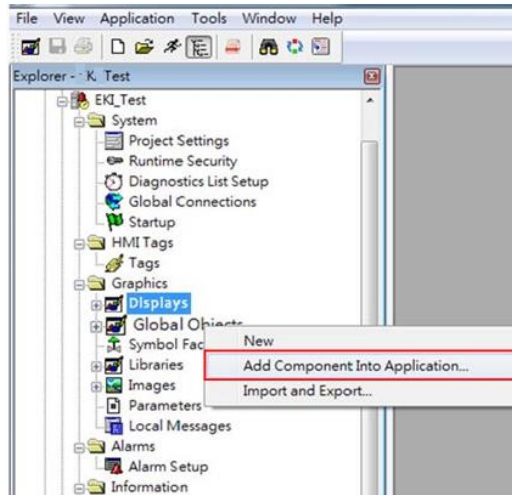 File View Application Tools Window Help
Explorer - K. Test
EKI_Test
System
Project Settings
Runtime Security
Diagnostics List Setup
Global Connections
Startup
HMI Tags
Tags
Graphics
Displays
Global Objects
Symbol Fac
Libraries
Images
Parameters
Local Messages
Alarms
Alarm Setup
Information
New
Add Component Into Application...
Import and Export...